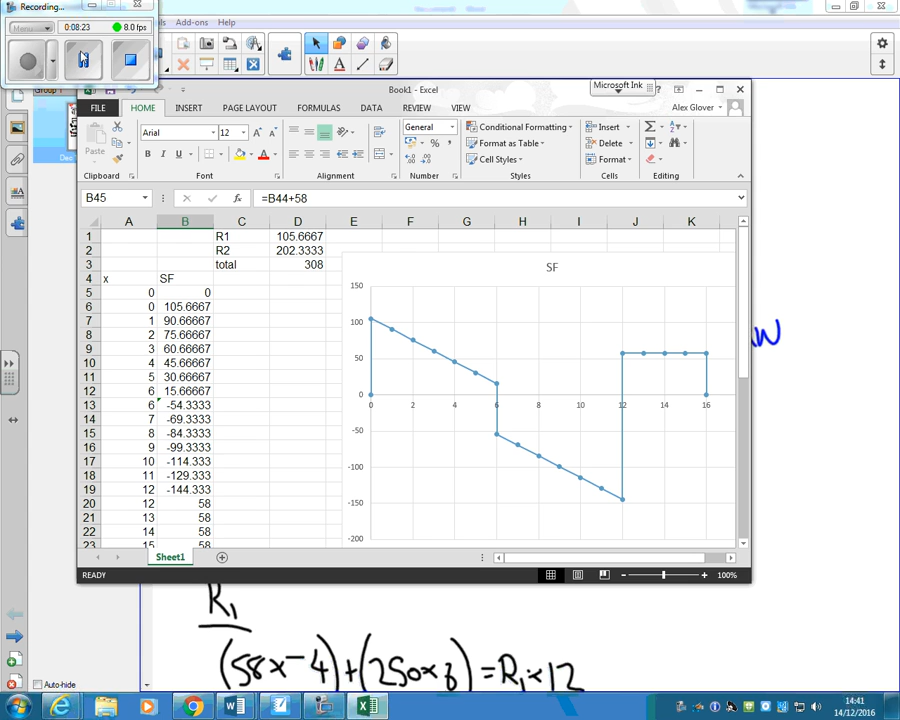 Recording...
Menu
00:08:23
8.0 fps
Add-ons Help
Group 1
Book1 - Excel
Microsoft Ink
?
FILE HOME INSERT PAGE LAYOUT FORMULAS DATA REVIEW VIEW
Alex Glover
Paste
Arial 12
General
Conditional Formatting
Insert
B I U
Format as Table
Delete
Cell Styles
Format
Clipboard Font Alignment Number Styles Cells Editing
B45 fx =B44+58
A B C D E F G H I J K
1 R1 105.6667
2 R2 202.3333
3 total 308
4 x SF
5 0 0
6 0 105.6667
7 1 90.66667
8 2 75.66667
9 3 60.66667
10 4 45.66667
11 5 30.66667
12 6 15.66667
13 6 -54.3333
14 7 -69.3333
15 8 -84.3333
16 9 -99.3333
17 10 -114.333
18 11 -129.333
19 12 -144.333
20 12 58
21 13 58
22 14 58
23 15 58
SF
150
100
50
0
-50
-100
-150
-200
0 2 4 6 8 10 12 14 16
Sheet1
READY
100%
R1
(58x-4)+(250x6)=R1x12
Auto-hide
14:41
14/12/2016